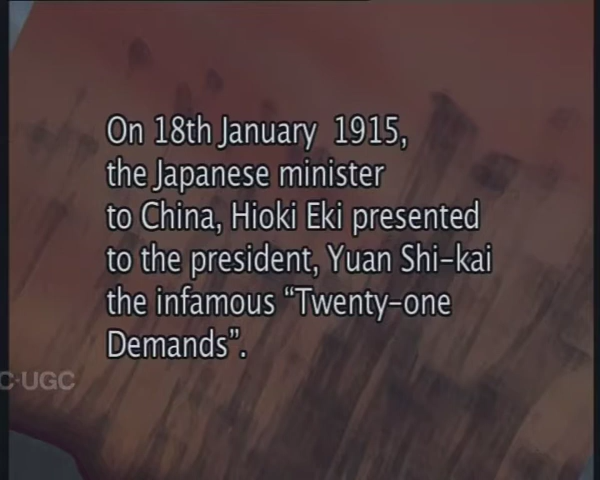 On 18th January 1915,
the Japanese minister
to China, Hioki Eki presented
to the president, Yuan Shi-kai
the infamous “Twenty-one
Demands”.
C-UGC